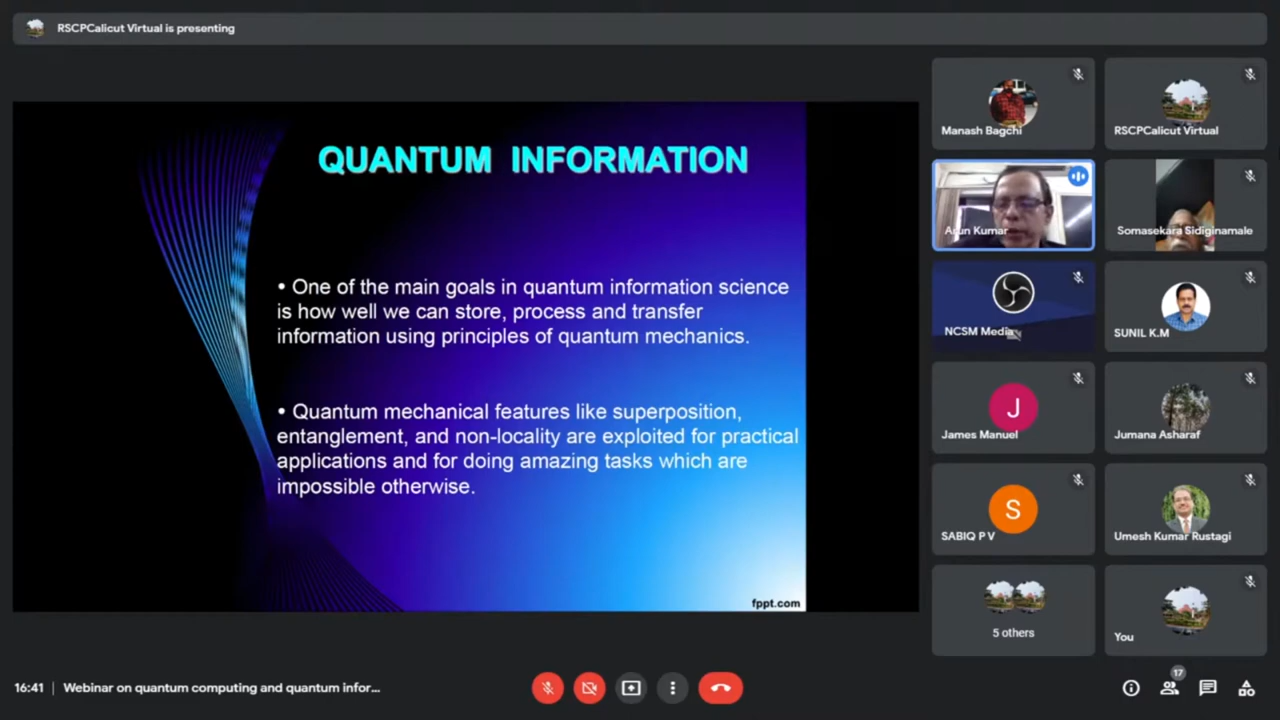 RSCPCalicut Virtual is presenting
QUANTUM INFORMATION
• One of the main goals in quantum information science
is how well we can store, process and transfer
information using principles of quantum mechanics.
• Quantum mechanical features like superposition,
entanglement, and non-locality are exploited for practical
applications and for doing amazing tasks which are
impossible otherwise.
fppt.com
Manash Bagchi
RSCPCalicut Virtual
Arun Kumar
Somasekara Sidiginamale
NCSM Media
SUNIL K.M
J
James Manuel
Jumana Asharaf
S
SABIQ P V
Umesh Kumar Rustagi
5 others
You
16:41 | Webinar on quantum computing and quantum infor...
17